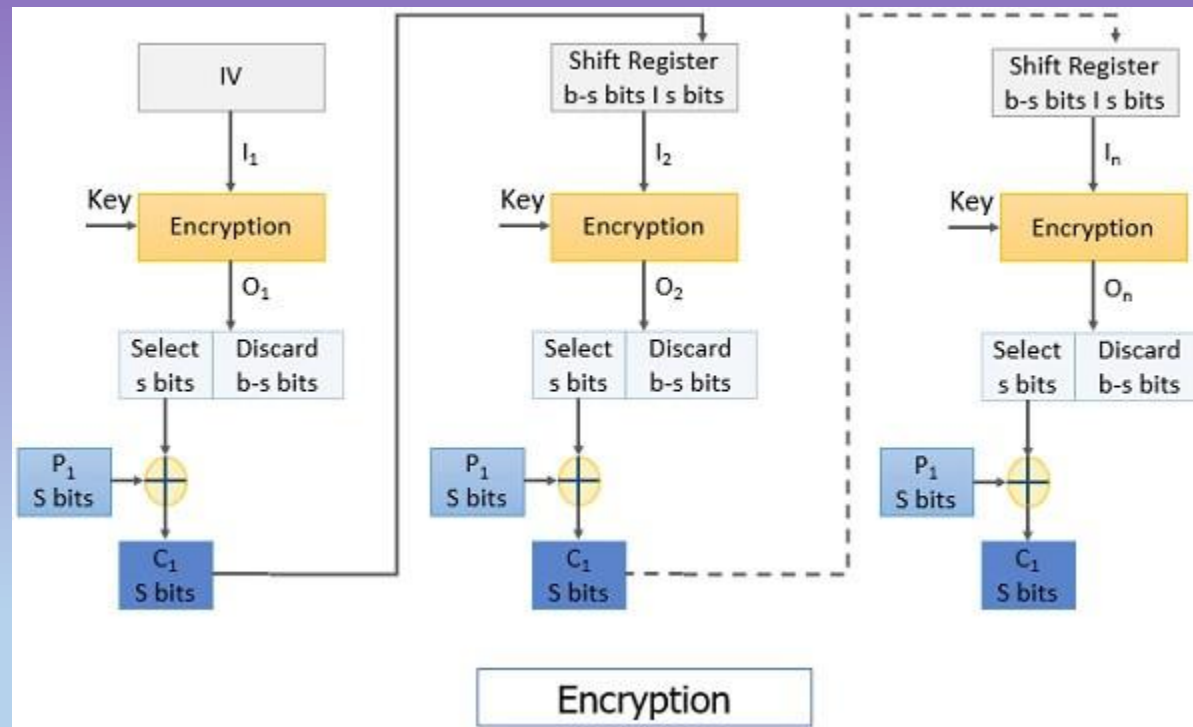 IV
I₁
Key
Encryption
O₁
Select
s bits
Discard
b-s bits
P₁
S bits
C₁
S bits
Shift Register
b-s bits I s bits
I₂
Key
Encryption
O₂
Select
s bits
Discard
b-s bits
P₁
S bits
C₁
S bits
Shift Register
b-s bits I s bits
Iₙ
Key
Encryption
Oₙ
Select
s bits
Discard
b-s bits
P₁
S bits
C₁
S bits
Encryption